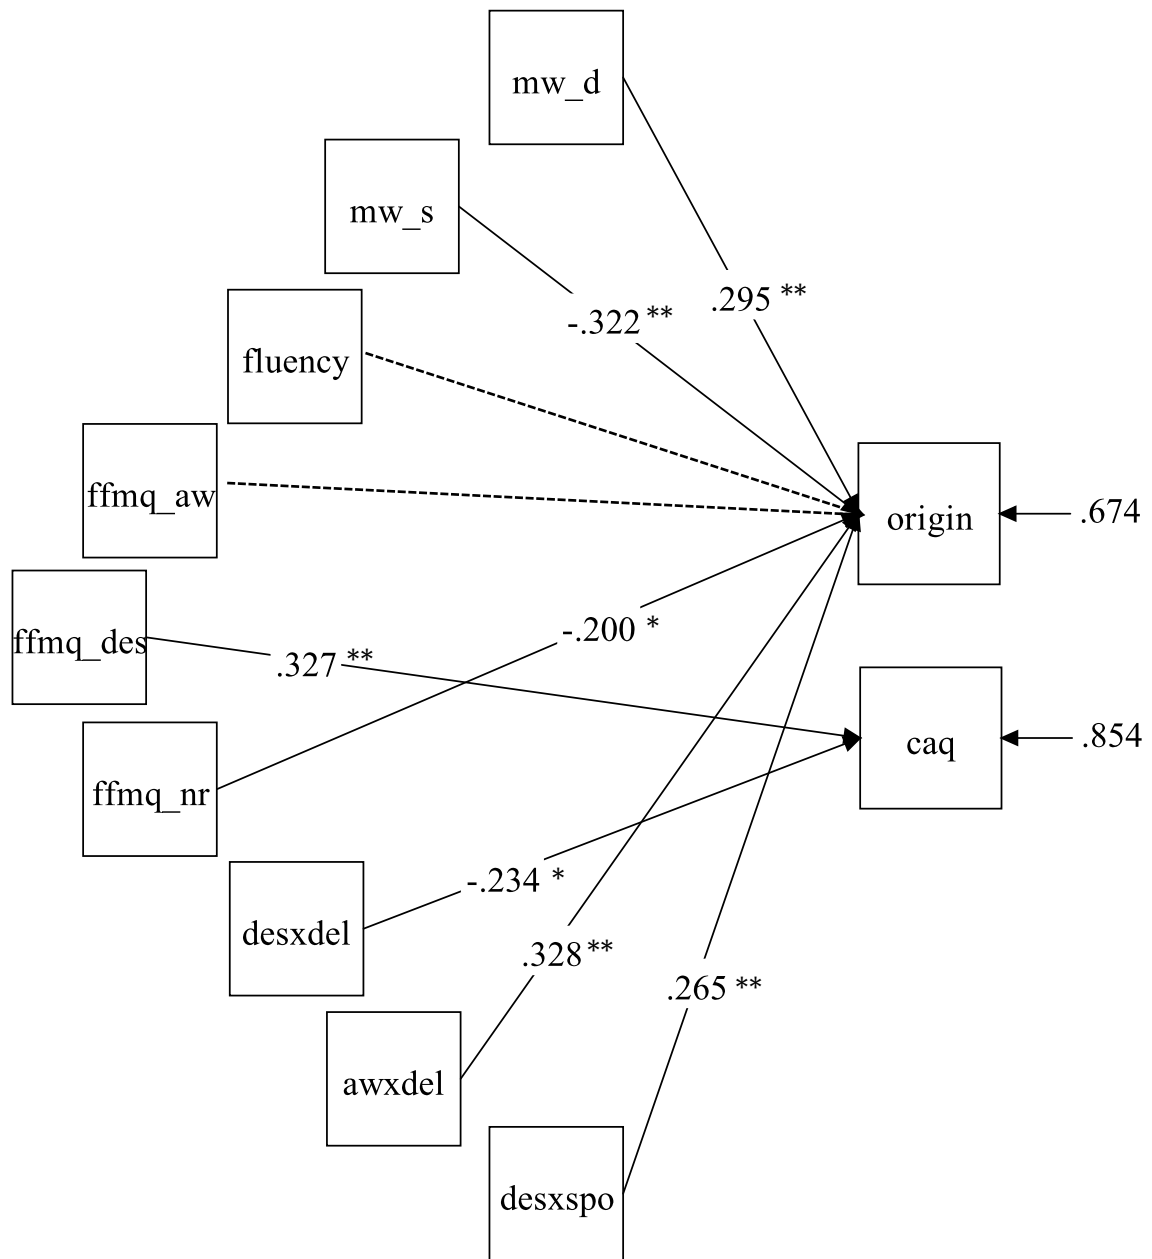 mw_d
mw_s
.295 **
-.322 **
fluency
ffmq_aw
origin
.674
-.200 *
ffmq_des
.327 **
caq
.854
ffmq_nr
-.234 *
desxdel
.328 **
.265 **
awxdel
desxspo